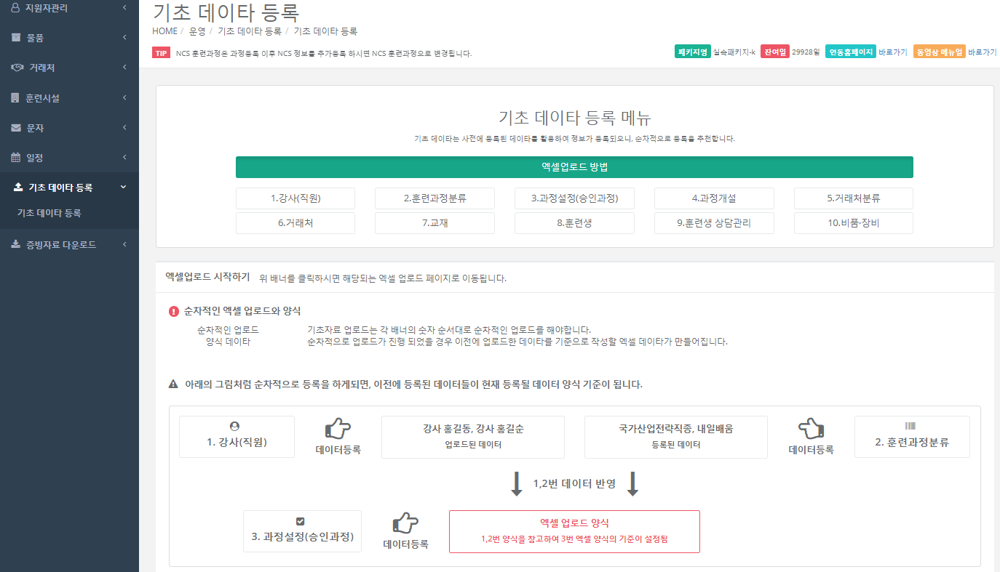 지원자관리
물품
거래처
훈련시설
문자
일정
기초 데이타 등록
기초 데이타 등록
증빙자료 다운로드
기초 데이타 등록
HOME / 운영 / 기초 데이타 등록 / 기초 데이타 등록
TIP NCS 훈련과정은 과정등록 이후 NCS 정보를 추가등록 하시면 NCS 훈련과정으로 변경됩니다.
패키지명 실속패키지-k 잔여일 29928일 연동홈페이지 바로가기 동영상 메뉴얼 바로가기
기초 데이타 등록 메뉴
기초 데이타는 사전에 등록된 데이타를 활용하여 정보가 등록되오니, 순차적으로 등록을 추천합니다.
엑셀업로드 방법
1.강사(직원) 2.훈련과정분류 3.과정설정(승인과정) 4.과정개설 5.거래처분류
6.거래처 7.교재 8.훈련생 9.훈련생 상담관리 10.비품·장비
엑셀업로드 시작하기 위 배너를 클릭하시면 해당되는 엑셀 업로드 페이지로 이동됩니다.
순차적인 엑셀 업로드와 양식
순차적인 업로드 기초자료 업로드는 각 배너의 숫자 순서대로 순차적인 업로드를 해야합니다.
양식 데이타 순차적으로 업로드가 진행 되었을 경우 이전에 업로드한 데이타를 기준으로 작성할 엑셀 데이타가 만들어집니다.
아래의 그림처럼 순차적으로 등록을 하게되면, 이전에 등록된 데이터들이 현재 등록될 데이터 양식 기준이 됩니다.
1. 강사(직원)
데이터등록
강사 홍길동, 강사 홍길순
업로드된 데이터
국가산업전략직종, 내일배움
등록된 데이터
데이터등록
2. 훈련과정분류
1,2번 데이터 반영
3. 과정설정(승인과정)
데이터등록
엑셀 업로드 양식
1,2번 양식을 참고하여 3번 엑셀 양식의 기준이 설정됨